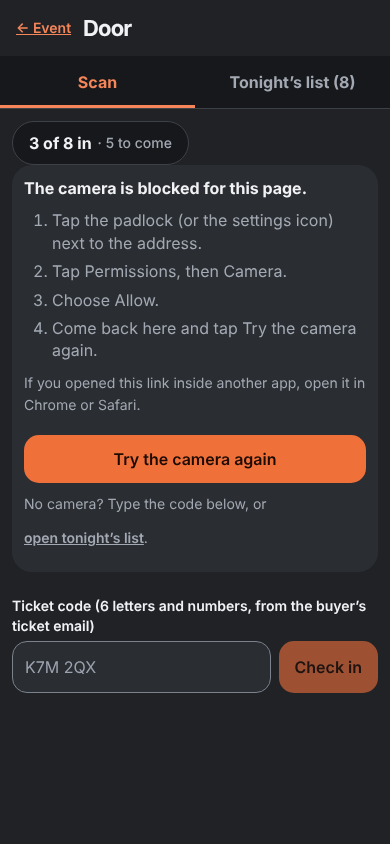 ← Event Door
Scan
Tonight’s list (8)
3 of 8 in · 5 to come
The camera is blocked for this page.
1. Tap the padlock (or the settings icon)
next to the address.
2. Tap Permissions, then Camera.
3. Choose Allow.
4. Come back here and tap Try the camera
again.
If you opened this link inside another app, open it in
Chrome or Safari.
Try the camera again
No camera? Type the code below, or
open tonight’s list.
Ticket code (6 letters and numbers, from the buyer’s
ticket email)
K7M 2QX
Check in